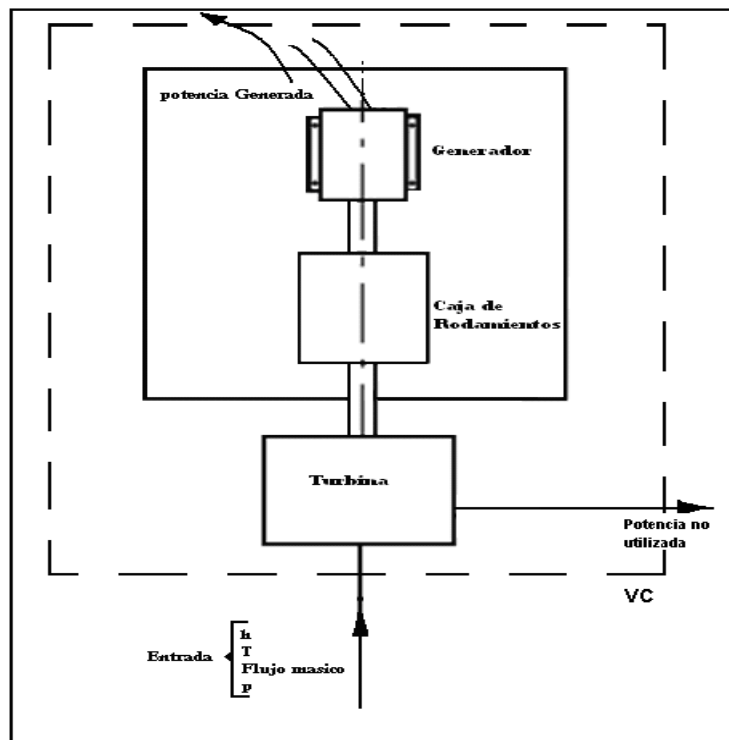 potencia Generada
Generador
Caja de
Rodamientos
Turbina
Potencia no
utilizada
VC
Entrada
h
T
Flujo masico
P